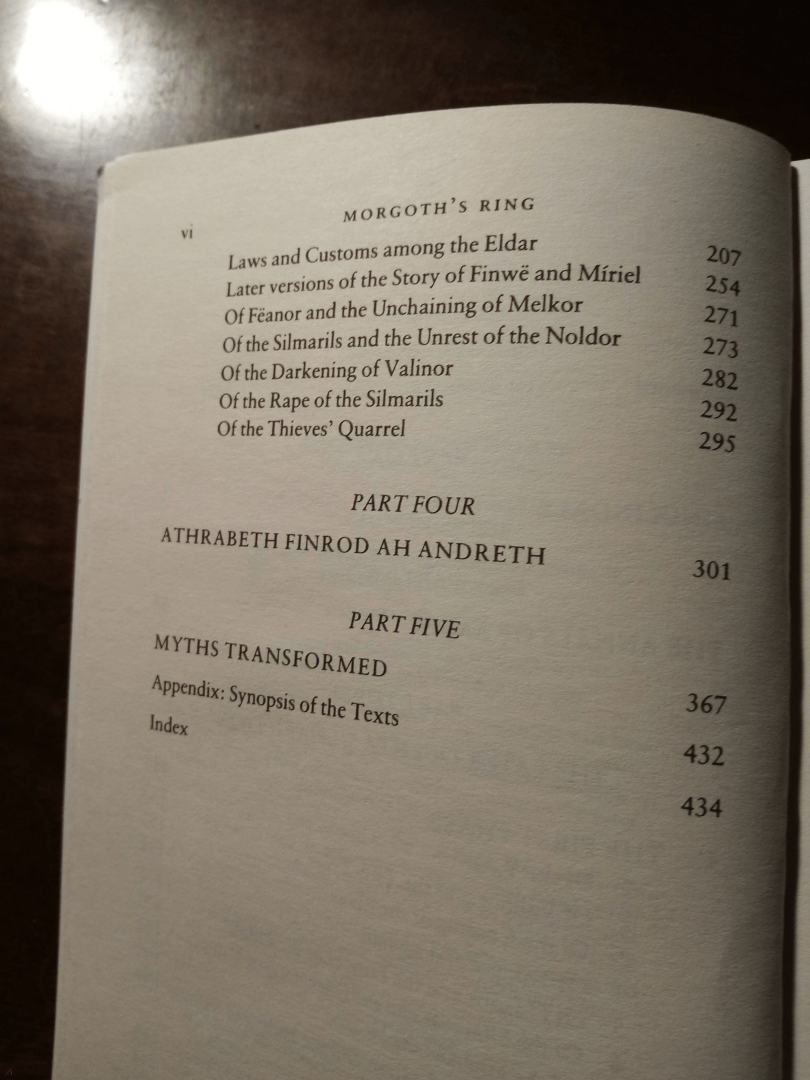 vi MORGOTH'S RING
Laws and Customs among the Eldar 207
Later versions of the Story of Finwë and Míriel 254
Of Fëanor and the Unchaining of Melkor 271
Of the Silmarils and the Unrest of the Noldor 273
Of the Darkening of Valinor 282
Of the Rape of the Silmarils 292
Of the Thieves' Quarrel 295
PART FOUR
ATHRABETH FINROD AH ANDRETH 301
PART FIVE
MYTHS TRANSFORMED 367
Appendix: Synopsis of the Texts 432
Index 434